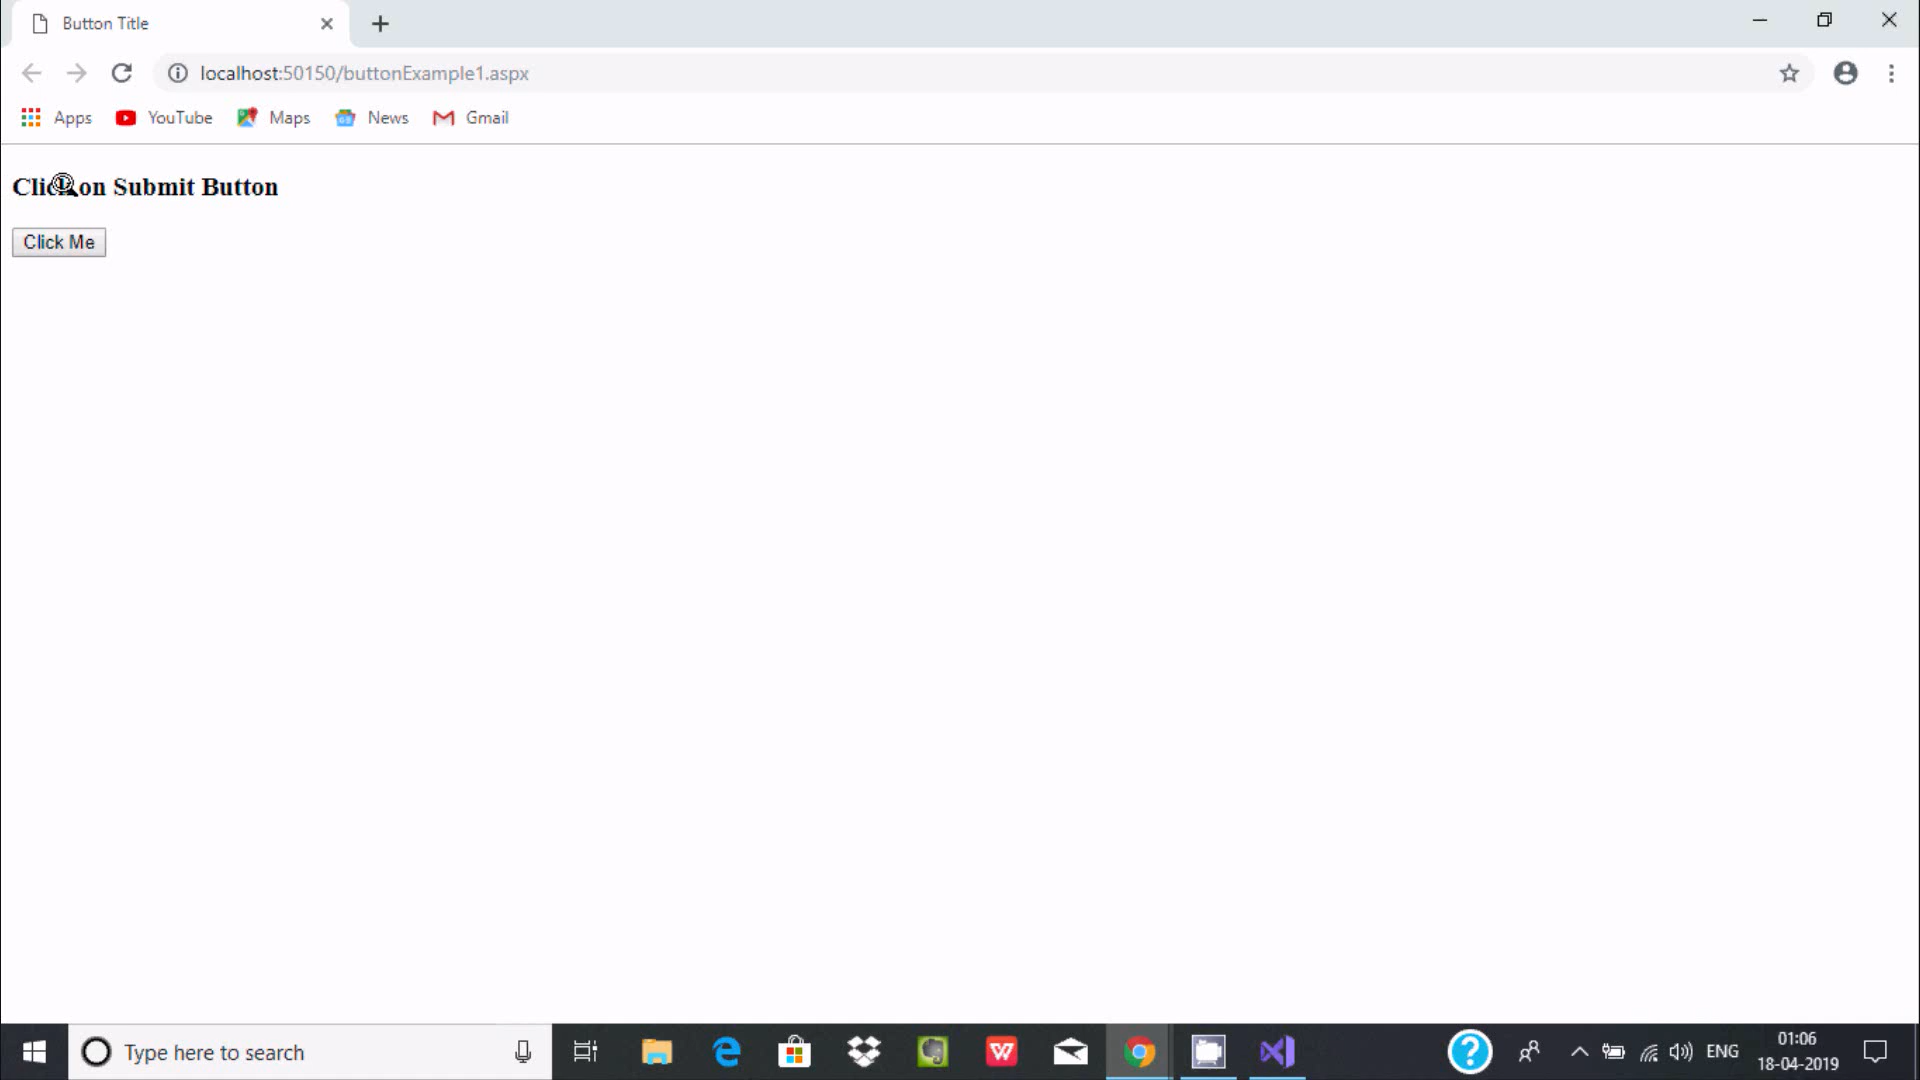 Button Title
localhost:50150/buttonExample1.aspx
Apps YouTube Maps News Gmail
Click on Submit Button
Click Me
Type here to search
ENG
01:06
18-04-2019